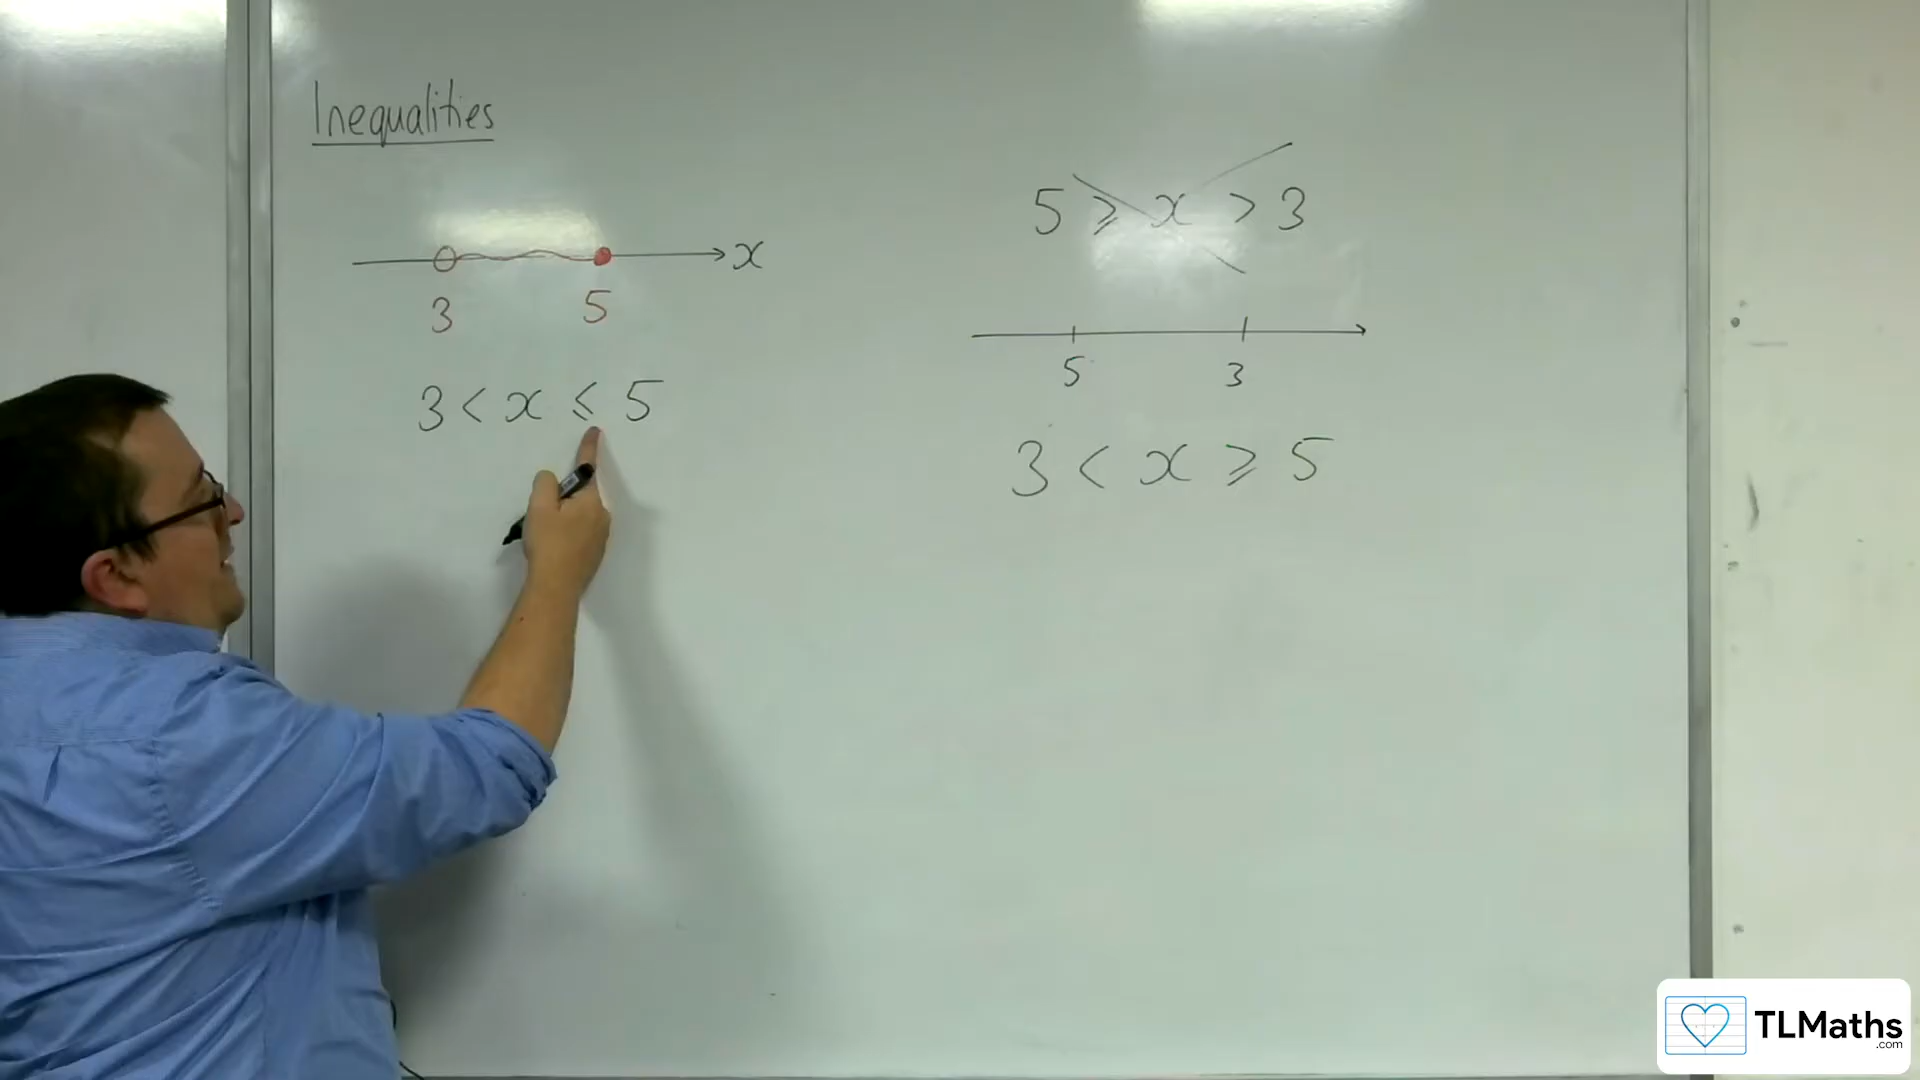 Inequalities
x
3 5
3 < x ≤ 5
5 ≥ x > 3
5 3
3 < x ≥ 5
TLMaths
.com